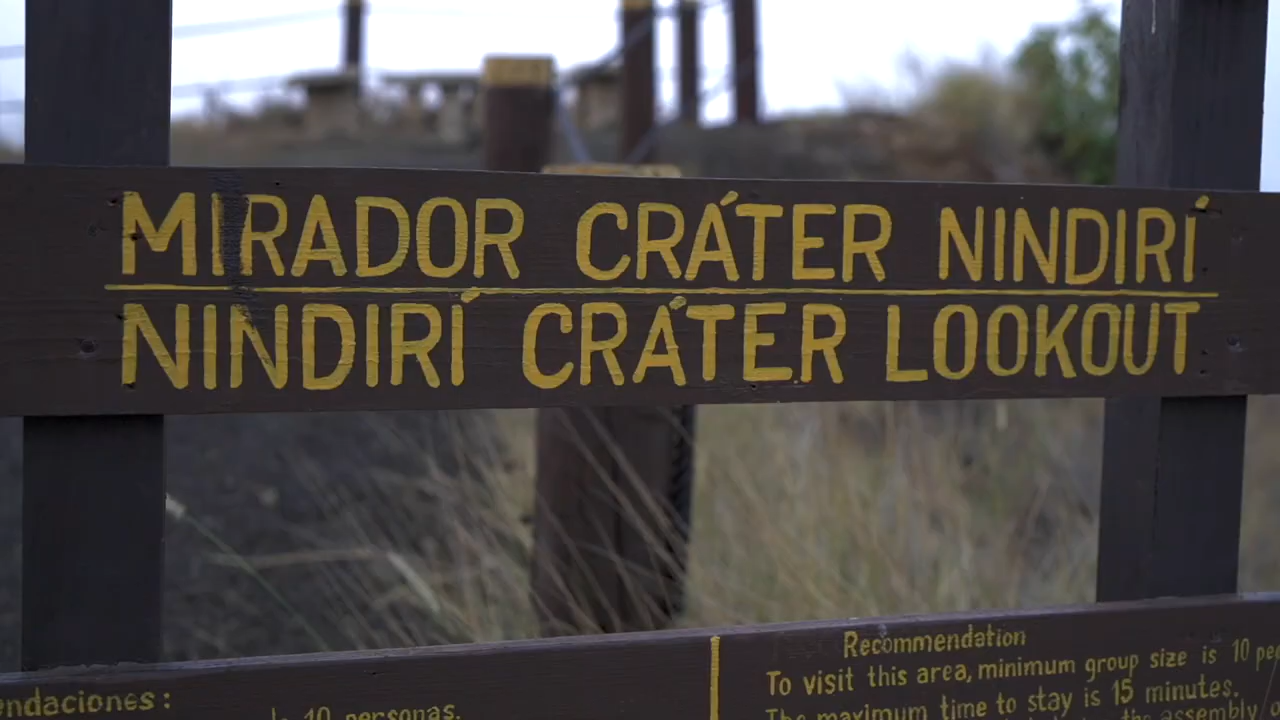 MIRADOR CRÁTER NINDIRÍ
NINDIRÍ CRÁTER LOOKOUT
ndaciones:
10 personas.
Recommendation
To visit this area, minimum group size is 10
The maximum time to stay is 15 minutes.
the assembly